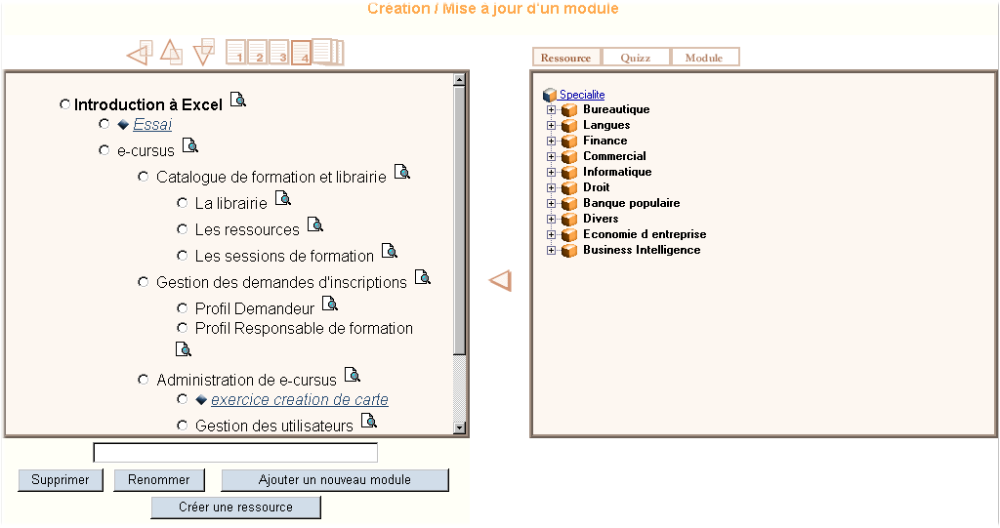 Création / Mise à jour d'un module
1 2 3 4
Ressource Quizz Module
Introduction à Excel
Essai
e-cursus
Catalogue de formation et librairie
La librairie
Les ressources
Les sessions de formation
Gestion des demandes d'inscriptions
Profil Demandeur
Profil Responsable de formation
Administration de e-cursus
exercice creation de carte
Gestion des utilisateurs
Specialite
Bureautique
Langues
Finance
Commercial
Informatique
Droit
Banque populaire
Divers
Economie d entreprise
Business Intelligence
Supprimer Renommer Ajouter un nouveau module
Créer une ressource